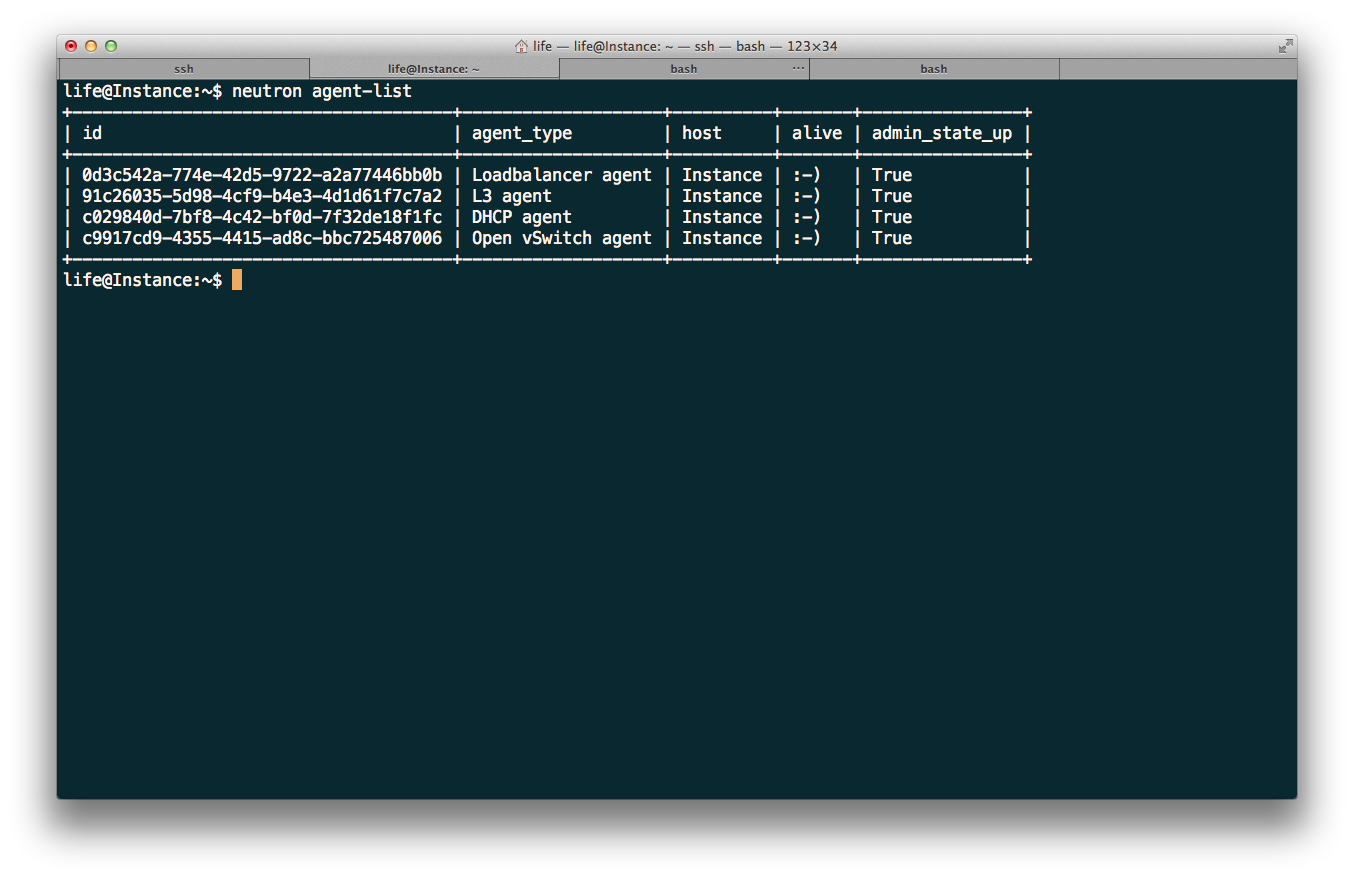 life — life@Instance: ~ — ssh — bash — 123×34
ssh life@Instance: ~ bash ... bash
life@Instance:~$ neutron agent-list
+--------------------------------------+--------------------+----------+-------+----------------+
| id                                   | agent_type         | host     | alive | admin_state_up |
+--------------------------------------+--------------------+----------+-------+----------------+
| 0d3c542a-774e-42d5-9722-a2a77446bb0b | Loadbalancer agent | Instance | :-)   | True           |
| 91c26035-5d98-4cf9-b4e3-4d1d61f7c7a2 | L3 agent           | Instance | :-)   | True           |
| c029840d-7bf8-4c42-bf0d-7f32de18f1fc | DHCP agent         | Instance | :-)   | True           |
| c9917cd9-4355-4415-ad8c-bbc725487006 | Open vSwitch agent | Instance | :-)   | True           |
+--------------------------------------+--------------------+----------+-------+----------------+
life@Instance:~$